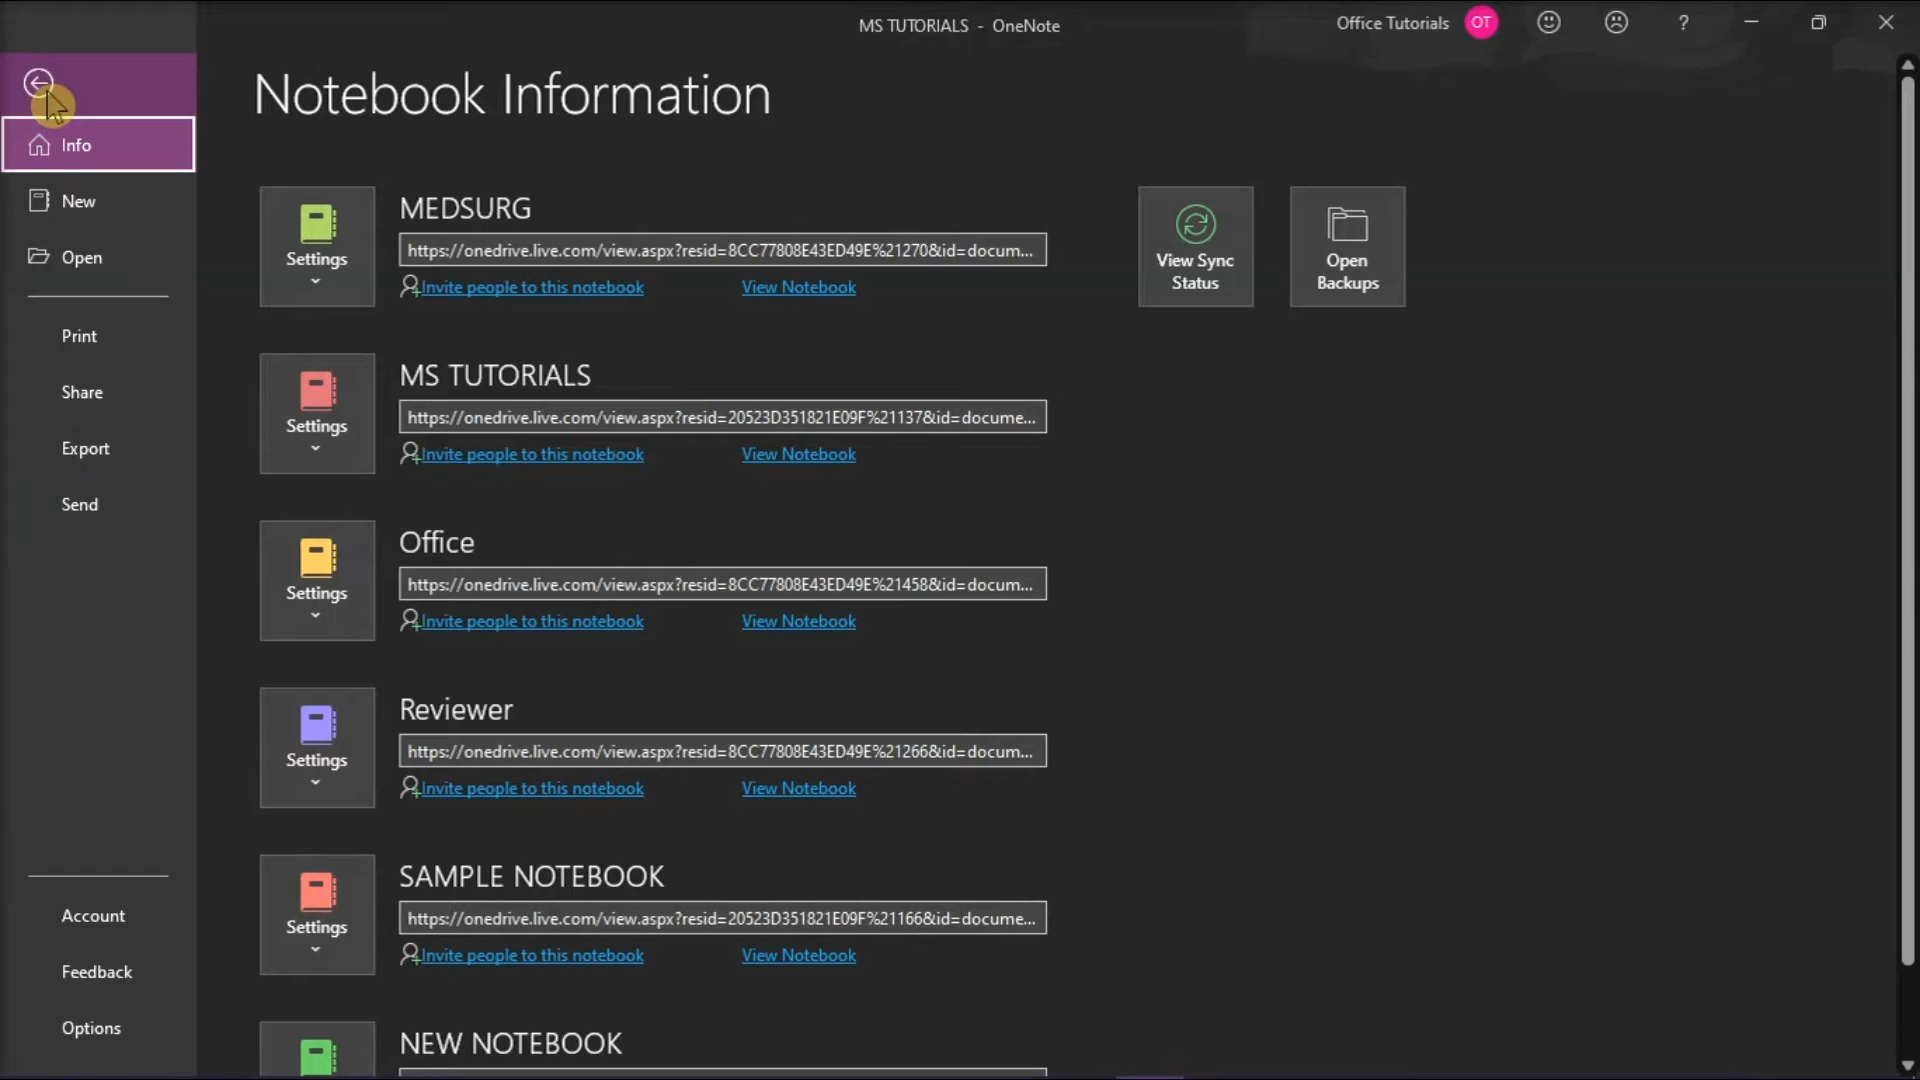 MS TUTORIALS - OneNote
Office Tutorials
OT
?
Notebook Information
Info
New
Open
Print
Share
Export
Send
Account
Feedback
Options
Settings
MEDSURG
https://onedrive.live.com/view.aspx?resid=8CC77808E43ED49E%21270&id=docum...
Invite people to this notebook View Notebook
View Sync
Status
Open
Backups
Settings
MS TUTORIALS
https://onedrive.live.com/view.aspx?resid=20523D351821E09F%21137&id=docume...
Invite people to this notebook View Notebook
Settings
Office
https://onedrive.live.com/view.aspx?resid=8CC77808E43ED49E%21458&id=docum...
Invite people to this notebook View Notebook
Settings
Reviewer
https://onedrive.live.com/view.aspx?resid=8CC77808E43ED49E%21266&id=docum...
Invite people to this notebook View Notebook
Settings
SAMPLE NOTEBOOK
https://onedrive.live.com/view.aspx?resid=20523D351821E09F%21166&id=docume...
Invite people to this notebook View Notebook
NEW NOTEBOOK